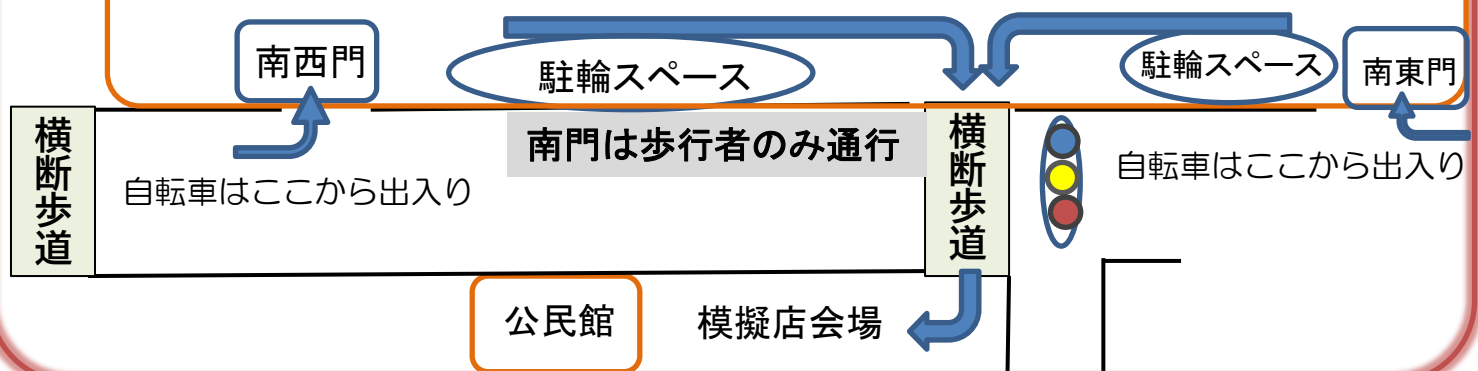 南西門
駐輪スペース
駐輪スペース
南東門
横断歩道
南門は歩行者のみ通行
横断歩道
自転車はここから出入り
自転車はここから出入り
公民館
模擬店会場